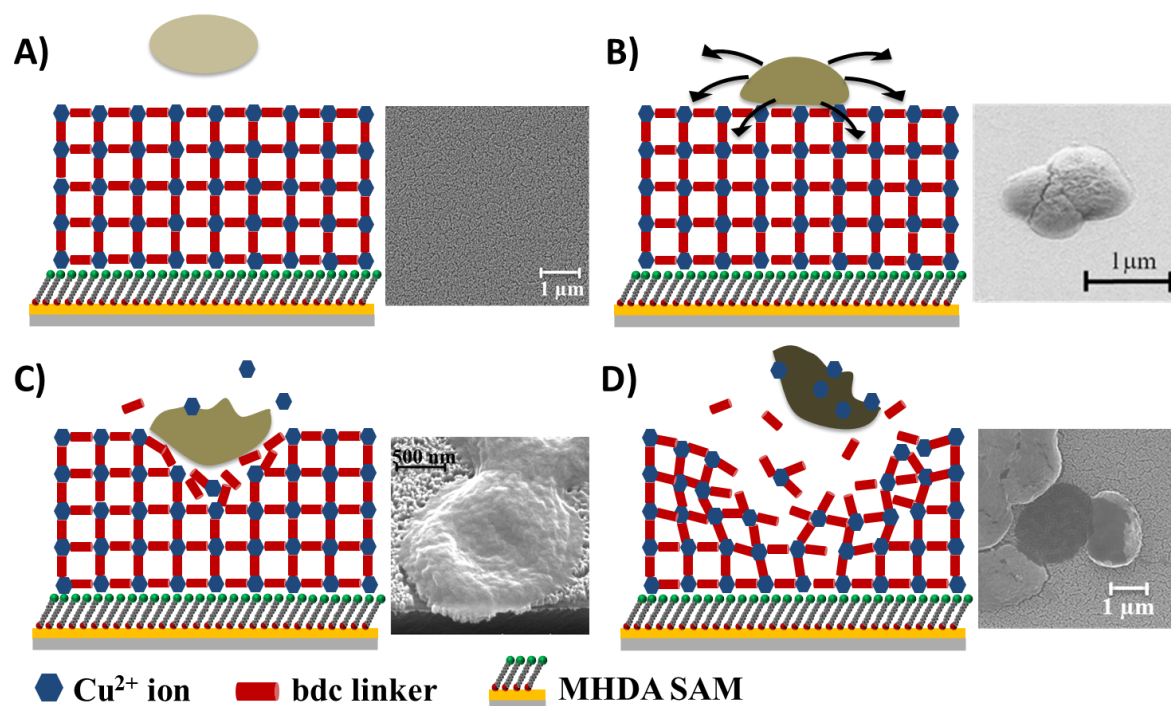 A)
B)
1 µm
1 µm
C)
D)
500 nm
1 µm
Cu²⁺ ion
bdc linker
MHDA SAM